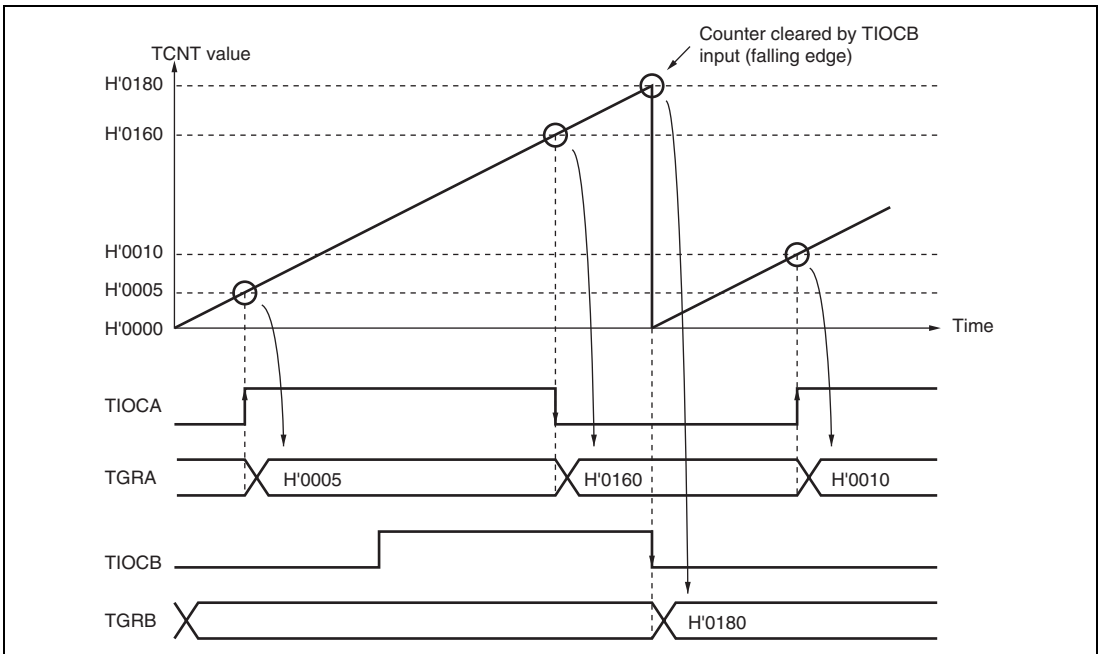 Counter cleared by TIOCB
input (falling edge)
TCNT value
H'0180
H'0160
H'0010
H'0005
H'0000
Time
TIOCA
TGRA
H'0005
H'0160
H'0010
TIOCB
TGRB
H'0180